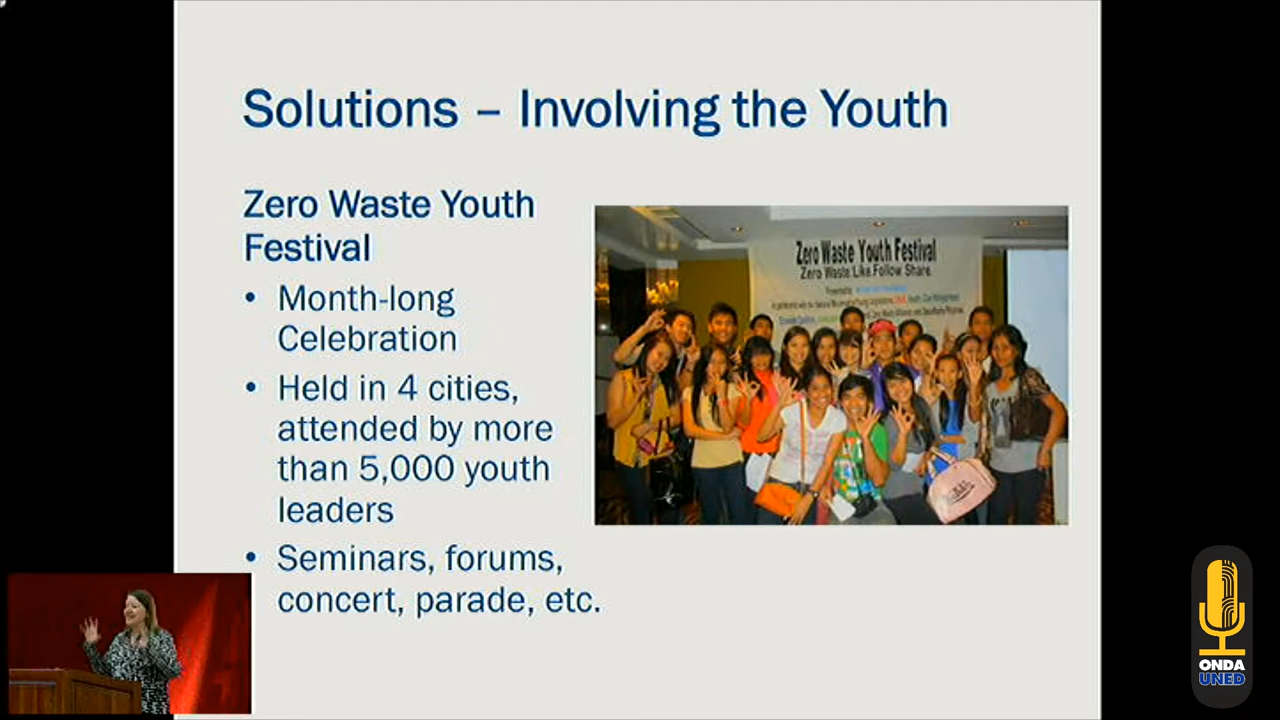 Solutions – Involving the Youth
Zero Waste Youth
Festival
• Month-long
Celebration
• Held in 4 cities,
attended by more
than 5,000 youth
leaders
• Seminars, forums,
concert, parade, etc.
Zero Waste Youth Festival
Zero Waste: Like. Follow. Share.
ONDA
UNED